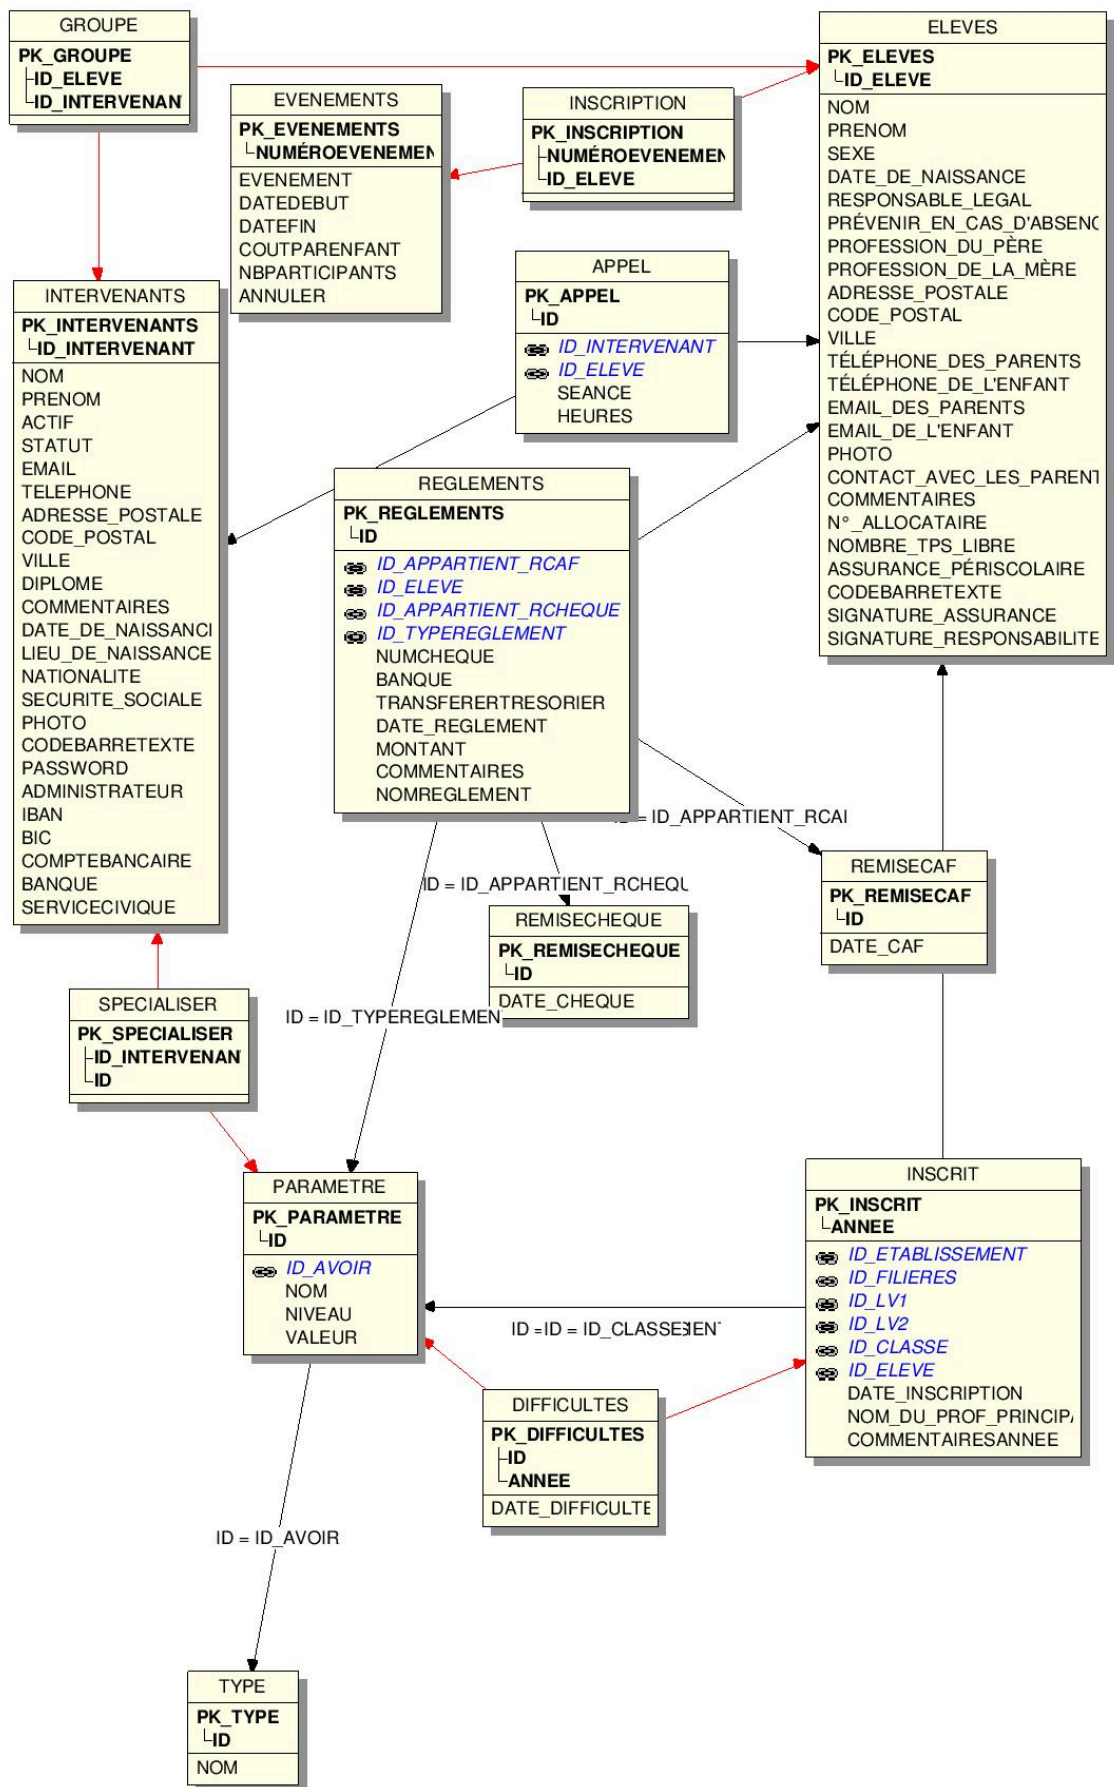 GROUPE
PK_GROUPE
ID_ELEVE
ID_INTERVENAN
EVENEMENTS
PK_EVENEMENTS
NUMÉROEVENEMEN
EVENEMENT
DATEDEBUT
DATEFIN
COUTPARENFANT
NBPARTICIPANTS
ANNULER
INSCRIPTION
PK_INSCRIPTION
NUMÉROEVENEMEN
ID_ELEVE
ELEVES
PK_ELEVES
ID_ELEVE
NOM
PRENOM
SEXE
DATE_DE_NAISSANCE
RESPONSABLE_LEGAL
PRÉVENIR_EN_CAS_D'ABSENC
PROFESSION_DU_PÈRE
PROFESSION_DE_LA_MÈRE
ADRESSE_POSTALE
CODE_POSTAL
VILLE
TÉLÉPHONE_DES_PARENTS
TÉLÉPHONE_DE_L'ENFANT
EMAIL_DES_PARENTS
EMAIL_DE_L'ENFANT
PHOTO
CONTACT_AVEC_LES_PARENT
COMMENTAIRES
N°_ALLOCATAIRE
NOMBRE_TPS_LIBRE
ASSURANCE_PÉRISCOLAIRE
CODEBARRETEXTE
SIGNATURE_ASSURANCE
SIGNATURE_RESPONSABILITE
APPEL
PK_APPEL
ID
ID_INTERVENANT
ID_ELEVE
SEANCE
HEURES
INTERVENANTS
PK_INTERVENANTS
ID_INTERVENANT
NOM
PRENOM
ACTIF
STATUT
EMAIL
TELEPHONE
ADRESSE_POSTALE
CODE_POSTAL
VILLE
DIPLOME
COMMENTAIRES
DATE_DE_NAISSANCI
LIEU_DE_NAISSANCE
NATIONALITE
SECURITE_SOCIALE
PHOTO
CODEBARRETEXTE
PASSWORD
ADMINISTRATEUR
IBAN
BIC
COMPTEBANCAIRE
BANQUE
SERVICECIVIQUE
REGLEMENTS
PK_REGLEMENTS
ID
ID_APPARTIENT_RCAF
ID_ELEVE
ID_APPARTIENT_RCHEQUE
ID_TYPEREGLEMENT
NUMCHEQUE
BANQUE
TRANSFERERTRESORIER
DATE_REGLEMENT
MONTANT
COMMENTAIRES
NOMREGLEMENT
= ID_APPARTIENT_RCAI
REMISECAF
PK_REMISECAF
ID
DATE_CAF
ID = ID_APPARTIENT_RCHEQU
REMISECHEQUE
PK_REMISECHEQUE
ID
DATE_CHEQUE
ID = ID_TYPEREGLEMEN
SPECIALISER
PK_SPECIALISER
ID_INTERVENAN
ID
PARAMETRE
PK_PARAMETRE
ID
ID_AVOIR
NOM
NIVEAU
VALEUR
ID = ID = ID_CLASSE
INSCRIT
PK_INSCRIT
ANNEE
ID_ETABLISSEMENT
ID_FILIERES
ID_LV1
ID_LV2
ID_CLASSE
ID_ELEVE
DATE_INSCRIPTION
NOM_DU_PROF_PRINCIP
COMMENTAIRESANNEE
DIFFICULTES
PK_DIFFICULTES
ID
ANNEE
DATE_DIFFICULTE
ID = ID_AVOIR
TYPE
PK_TYPE
ID
NOM